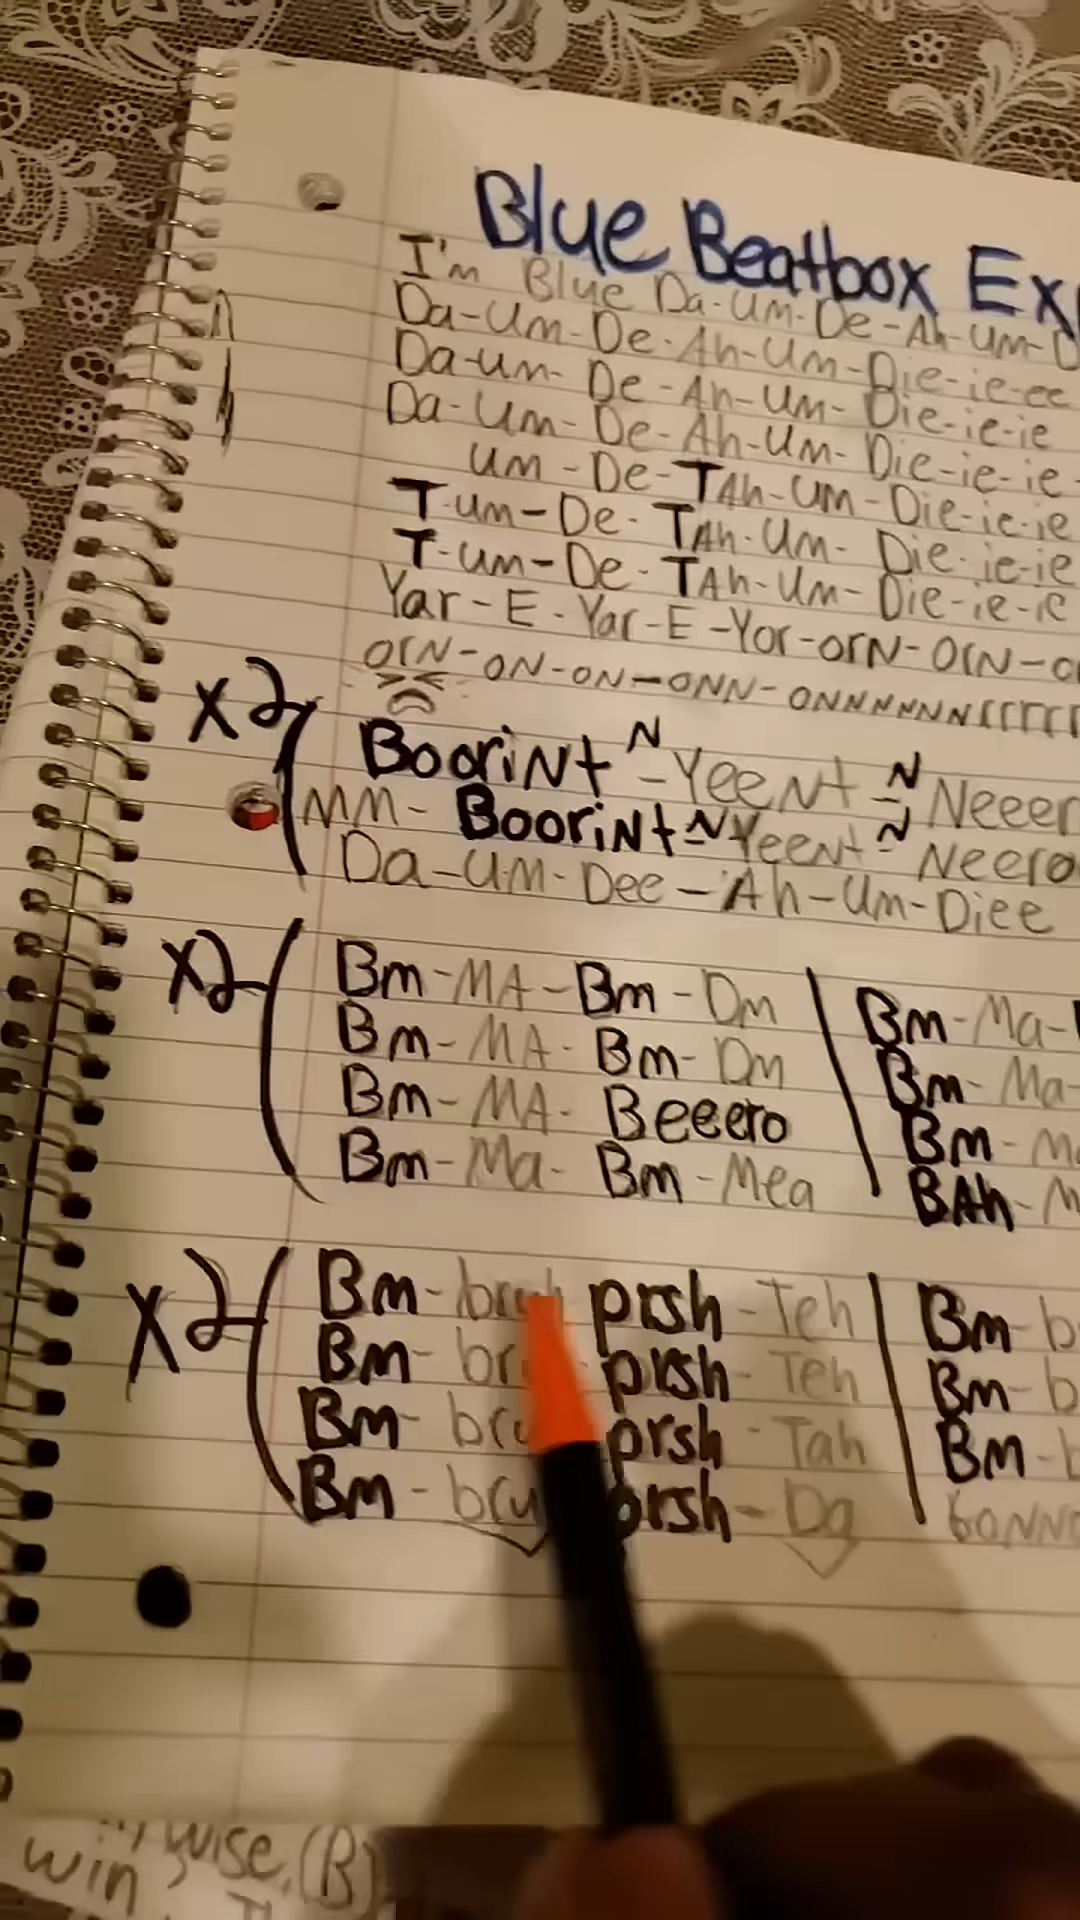 Blue Beatbox
I'm Blue Da-Um-De-Ah-um-
Da-Um-De-Ah-Um-Die-ie-ee
Da-um-De-Ah-um-Die-ie-ie
Da-Um-De-Ah-Um-Die-ie-ie-
um-De-TAh-um-Die-ie-ie
T-um-De-TAh-Um-Die-ie-ie
T-um-De-TAh-Um-Die-ie-ie
Yar-E-Yar-E-Yor-orN-OrN-
OrN-ON-ON-ONN-
x2
BooriNt N-YeeNt N-
MM-BooriNt-N YeeNt N-
Da-um-Dee-Ah-Um-Diee
x2
Bm-MA-Bm-Dm Bm-Ma-
Bm-MA-Bm-Dm Bm-Ma-
Bm-MA-Beeero Bm-
Bm-Ma-Bm-Mea BAh-
x2
Bm- prsh-Teh Bm-
Bm- prsh-Teh Bm-
Bm- prsh-Tah Bm-
Bm- prsh-Da
wise, (B)
win,